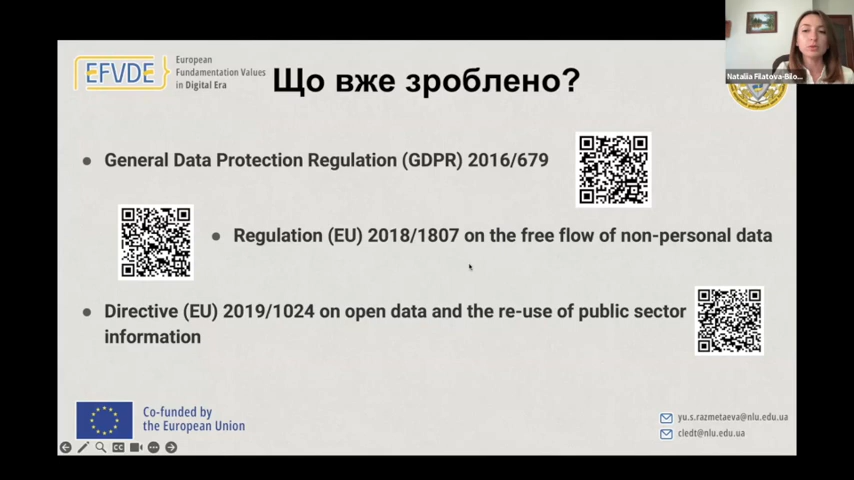 Nataliia Filatova-Bilo...
EFVDE
European
Fundamentation Values
in Digital Era
Що вже зроблено?
• General Data Protection Regulation (GDPR) 2016/679
• Regulation (EU) 2018/1807 on the free flow of non-personal data
• Directive (EU) 2019/1024 on open data and the re-use of public sector
information
Co-funded by
the European Union
yu.s.razmetaeva@nlu.edu.ua
cledt@nlu.edu.ua
CC